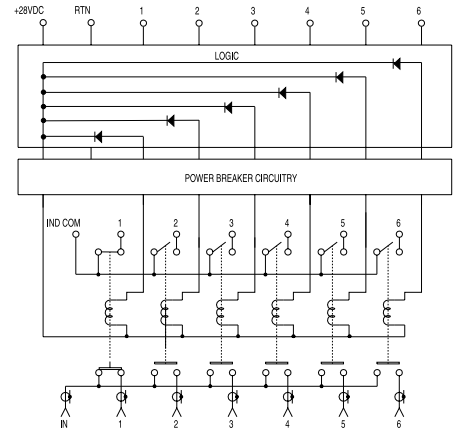 +28VDC RTN 1 2 3 4 5 6
LOGIC
POWER BREAKER CIRCUITRY
IND COM 1 2 3 4 5 6
IN 1 2 3 4 5 6